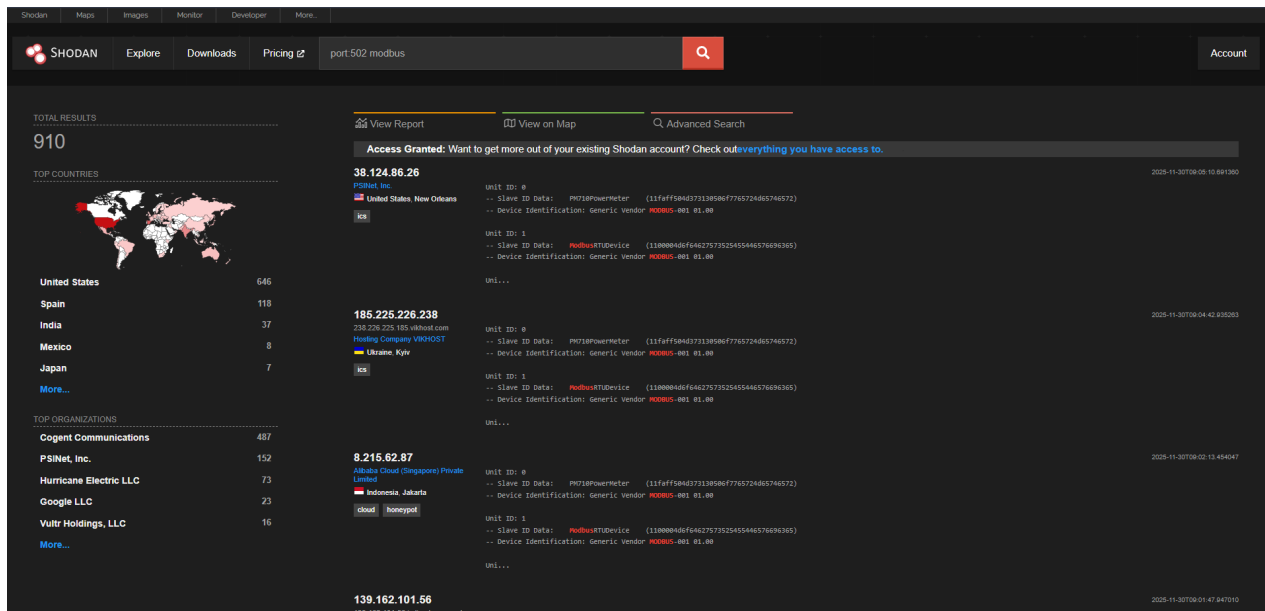 Shodan Maps Images Monitor Developer More...
SHODAN Explore Downloads Pricing port:502 modbus Account
TOTAL RESULTS
910
TOP COUNTRIES
United States 646
Spain 118
India 37
Mexico 8
Japan 7
More...
TOP ORGANIZATIONS
Cogent Communications 487
PSINet, Inc. 152
Hurricane Electric LLC 73
Google LLC 23
Vultr Holdings, LLC 16
More...
View Report View on Map Advanced Search
Access Granted: Want to get more out of your existing Shodan account? Check outeverything you have access to.
38.124.86.26 2025-11-30T09:05:10.691360
PSINet, Inc.
United States, New Orleans
ics
Unit ID: 0
-- Slave ID Data: PM710PowerMeter (11faff504d373130506f7765724d65746572)
-- Device Identification: Generic Vendor MODBUS-001 01.00
Unit ID: 1
-- Slave ID Data: ModbusRTUDevice (1100004d6f646275735254554465766963​65)
-- Device Identification: Generic Vendor MODBUS-001 01.00
Uni...
185.225.226.238 2025-11-30T09:04:42.935263
238.226.225.185.vikhost.com
Hosting Company VIKHOST
Ukraine, Kyiv
ics
Unit ID: 0
-- Slave ID Data: PM710PowerMeter (11faff504d373130506f7765724d65746572)
-- Device Identification: Generic Vendor MODBUS-001 01.00
Unit ID: 1
-- Slave ID Data: ModbusRTUDevice (1100004d6f64627573525455446576696365)
-- Device Identification: Generic Vendor MODBUS-001 01.00
Uni...
8.215.62.87 2025-11-30T09:02:13.454047
Alibaba Cloud (Singapore) Private
Limited
Indonesia, Jakarta
cloud honeypot
Unit ID: 0
-- Slave ID Data: PM710PowerMeter (11faff504d373130506f7765724d65746572)
-- Device Identification: Generic Vendor MODBUS-001 01.00
Unit ID: 1
-- Slave ID Data: ModbusRTUDevice (1100004d6f64627573525455446576696365)
-- Device Identification: Generic Vendor MODBUS-001 01.00
Uni...
139.162.101.56 2025-11-30T09:01:47.947010